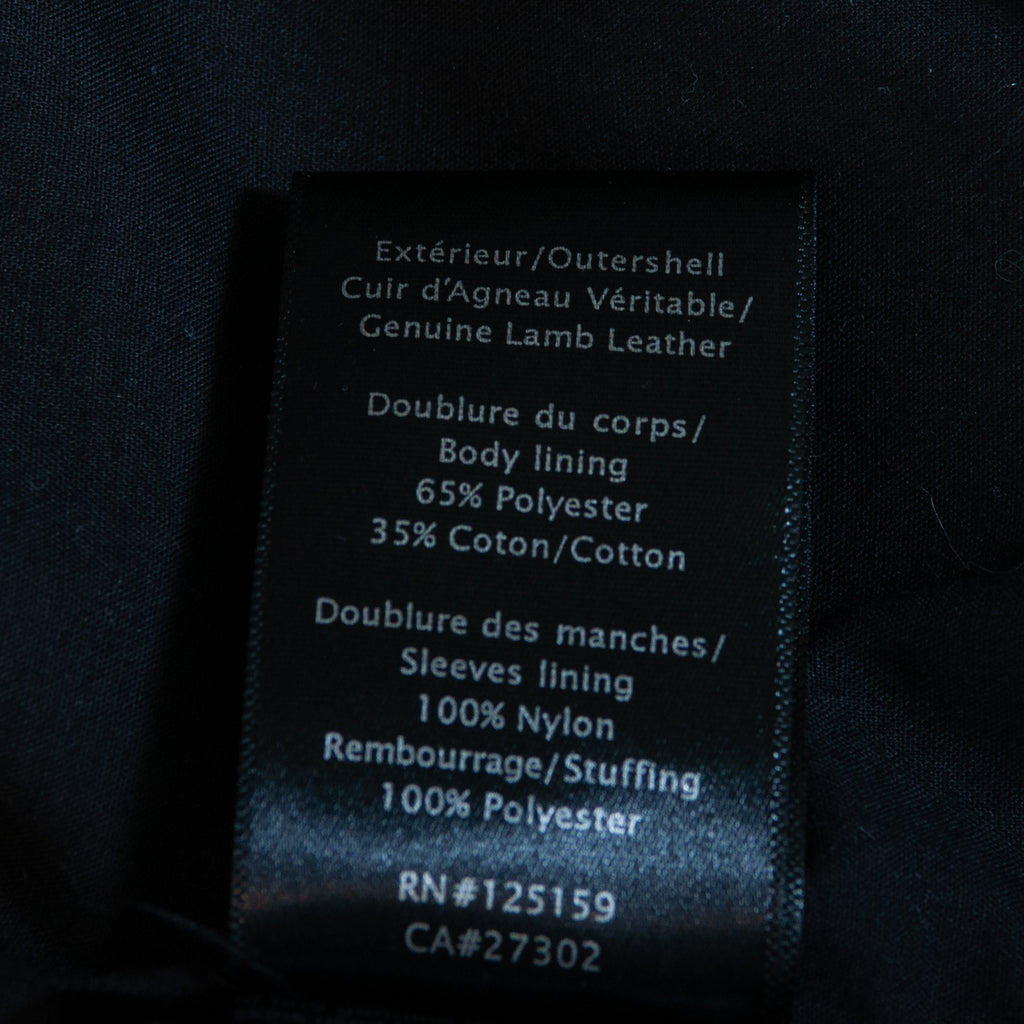 Extérieur/Outershell
Cuir d'Agneau Véritable/
Genuine Lamb Leather
Doublure du corps/
Body lining
65% Polyester
35% Coton/Cotton
Doublure des manches/
Sleeves lining
100% Nylon
Rembourrage/Stuffing
100% Polyester
RN#125159
CA#27302